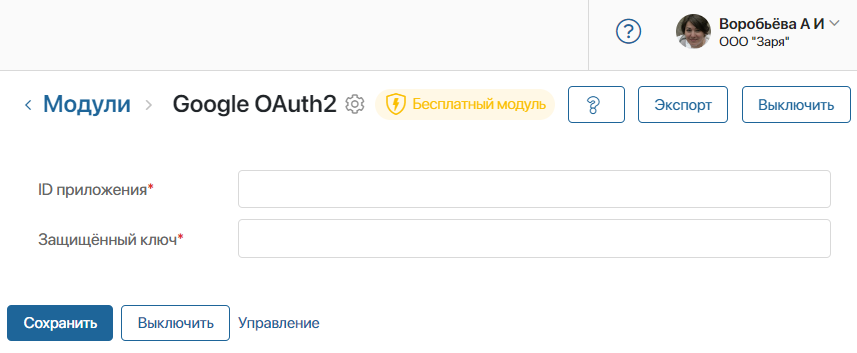 ?
Воробьёва А И
ООО "Заря"
Модули
Google OAuth2
Бесплатный модуль
?
Экспорт
Выключить
ID приложения*
Защищённый ключ*
Сохранить
Выключить
Управление